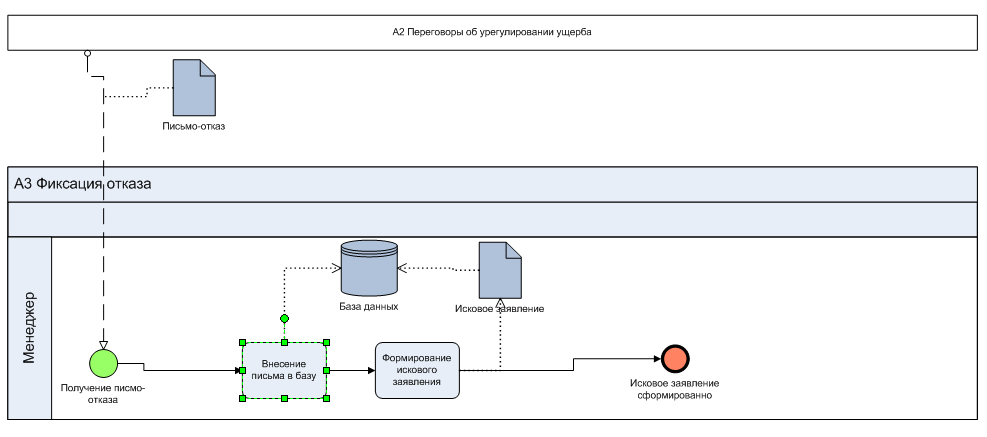 А2 Переговоры об урегулировании ущерба
Письмо-отказ
А3 Фиксация отказа
Менеджер
База данных
Исковое заявление
Внесение
письма в базу
Формирование
искового
заявления
Получение писмо-
отказа
Исковое заявление
сформированно